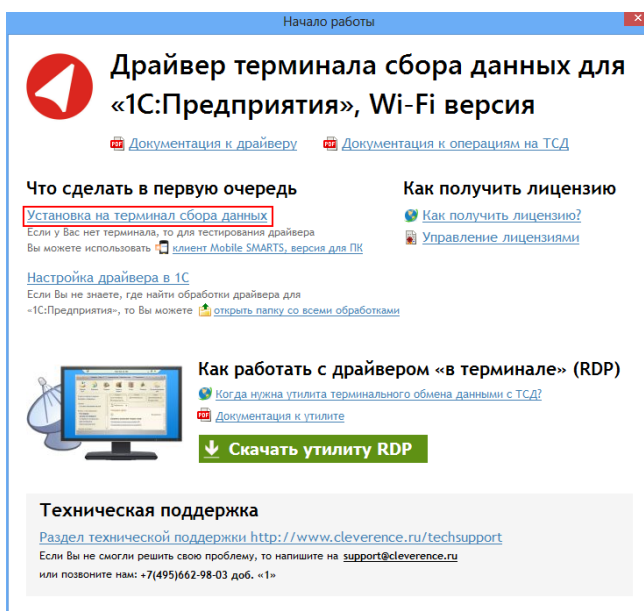 Начало работы
Драйвер терминала сбора данных для
«1С:Предприятия», Wi-Fi версия
Документация к драйверу
Документация к операциям на ТСД
Что сделать в первую очередь
Установка на терминал сбора данных
Если у Вас нет терминала, то для тестирования драйвера
Вы можете использовать клиент Mobile SMARTS, версия для ПК
Настройка драйвера в 1С
Если Вы не знаете, где найти обработки драйвера для
«1С:Предприятия», то Вы можете открыть папку со всеми обработками
Как получить лицензию
Как получить лицензию?
Управление лицензиями
Как работать с драйвером «в терминале» (RDP)
Когда нужна утилита терминального обмена данными с ТСД?
Документация к утилите
Скачать утилиту RDP
Техническая поддержка
Раздел технической поддержки http://www.cleverence.ru/techsupport
Если Вы не смогли решить свою проблему, то напишите на support@cleverence.ru
или позвоните нам: +7(495)662-98-03 доб. «1»